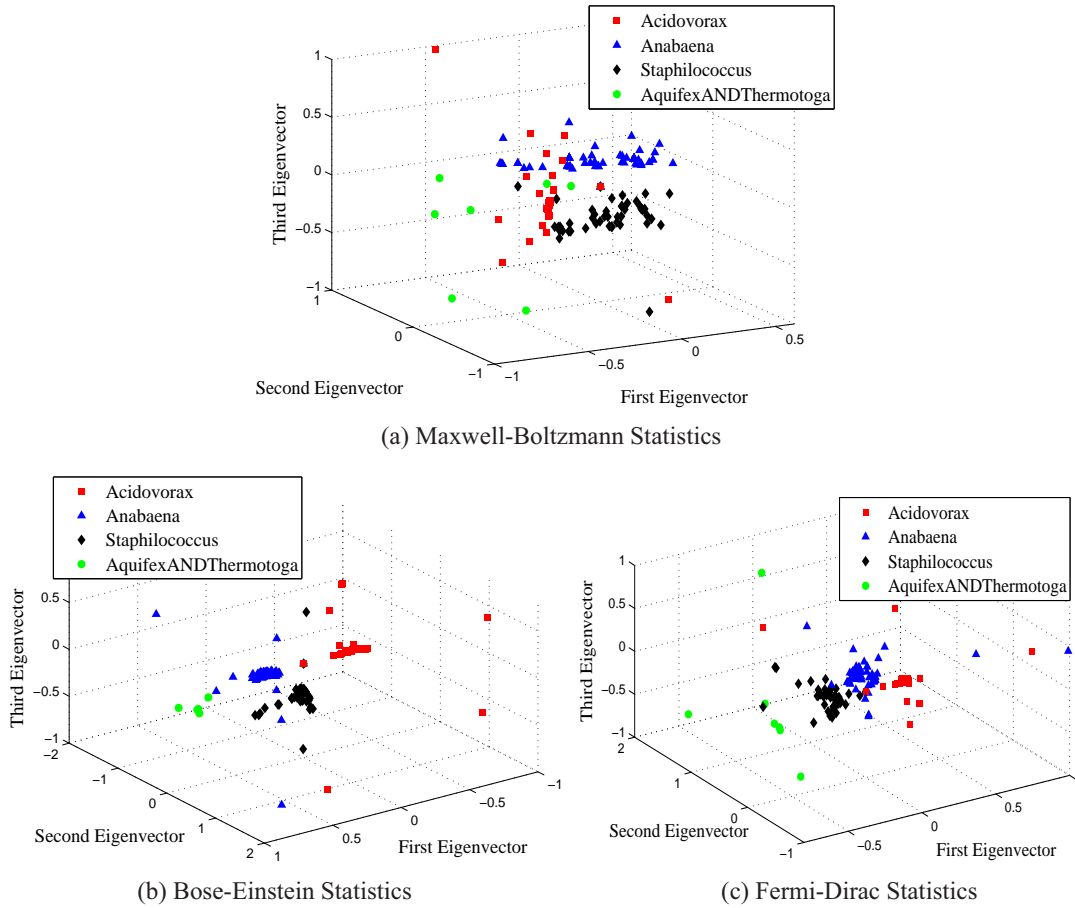 Acidovorax
Anabaena
Staphilococcus
AquifexANDThermotoga
Third Eigenvector
1
0.5
0
−0.5
−1
1
0
−1
Second Eigenvector
−1
−0.5
0
0.5
First Eigenvector
(a) Maxwell-Boltzmann Statistics
Acidovorax
Anabaena
Staphilococcus
AquifexANDThermotoga
Third Eigenvector
0.5
0
−0.5
−1
−2
−1
0
1
2
Second Eigenvector
1
0.5
0
-0.5
−1
First Eigenvector
(b) Bose-Einstein Statistics
Acidovorax
Anabaena
Staphilococcus
AquifexANDThermotoga
Third Eigenvector
1
0.5
0
−0.5
−1
2
1
0
−1
Second Eigenvector
−0.5
0
0.5
First Eigenvector
(c) Fermi-Dirac Statistics